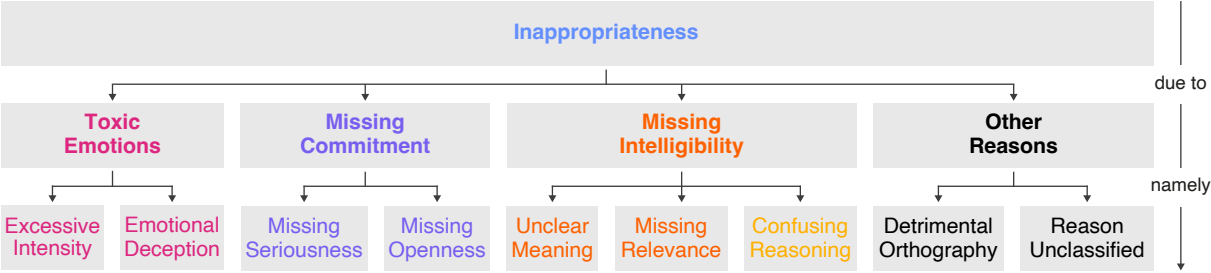 Inappropriateness
due to
Toxic
Emotions
Missing
Commitment
Missing
Intelligibility
Other
Reasons
namely
Excessive
Intensity
Emotional
Deception
Missing
Seriousness
Missing
Openness
Unclear
Meaning
Missing
Relevance
Confusing
Reasoning
Detrimental
Orthography
Reason
Unclassified